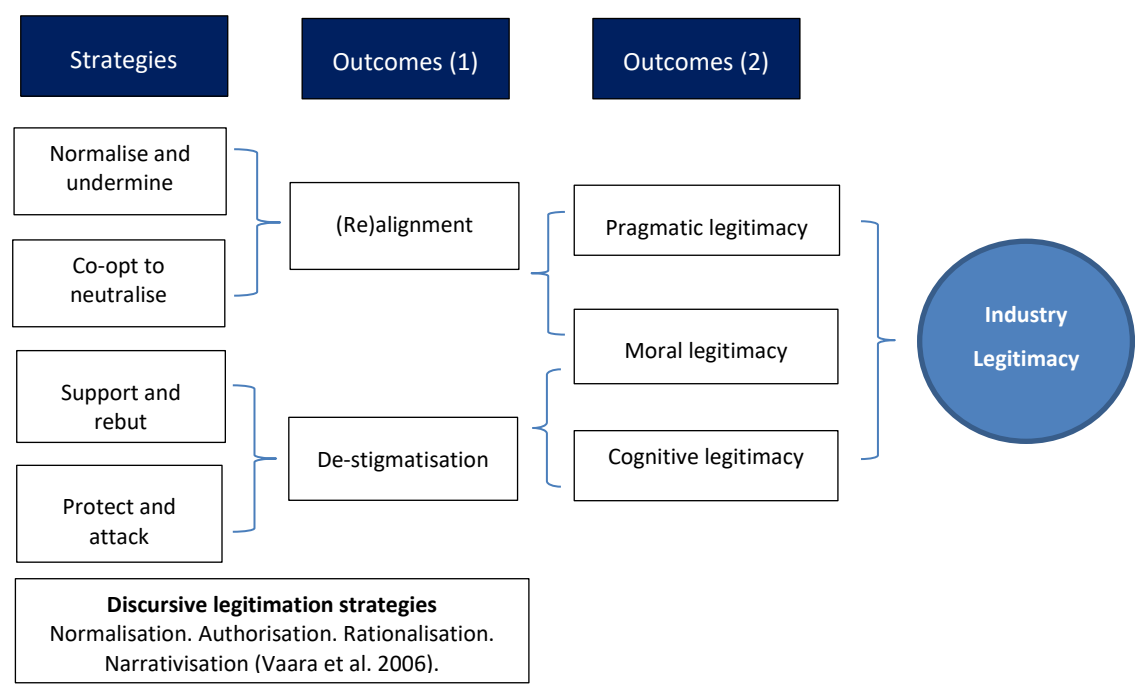 Strategies
Outcomes (1)
Outcomes (2)
Normalise and
undermine
Co-opt to
neutralise
Support and
rebut
Protect and
attack
(Re)alignment
De-stigmatisation
Pragmatic legitimacy
Moral legitimacy
Cognitive legitimacy
Industry
Legitimacy
Discursive legitimation strategies
Normalisation. Authorisation. Rationalisation.
Narrativisation (Vaara et al. 2006).